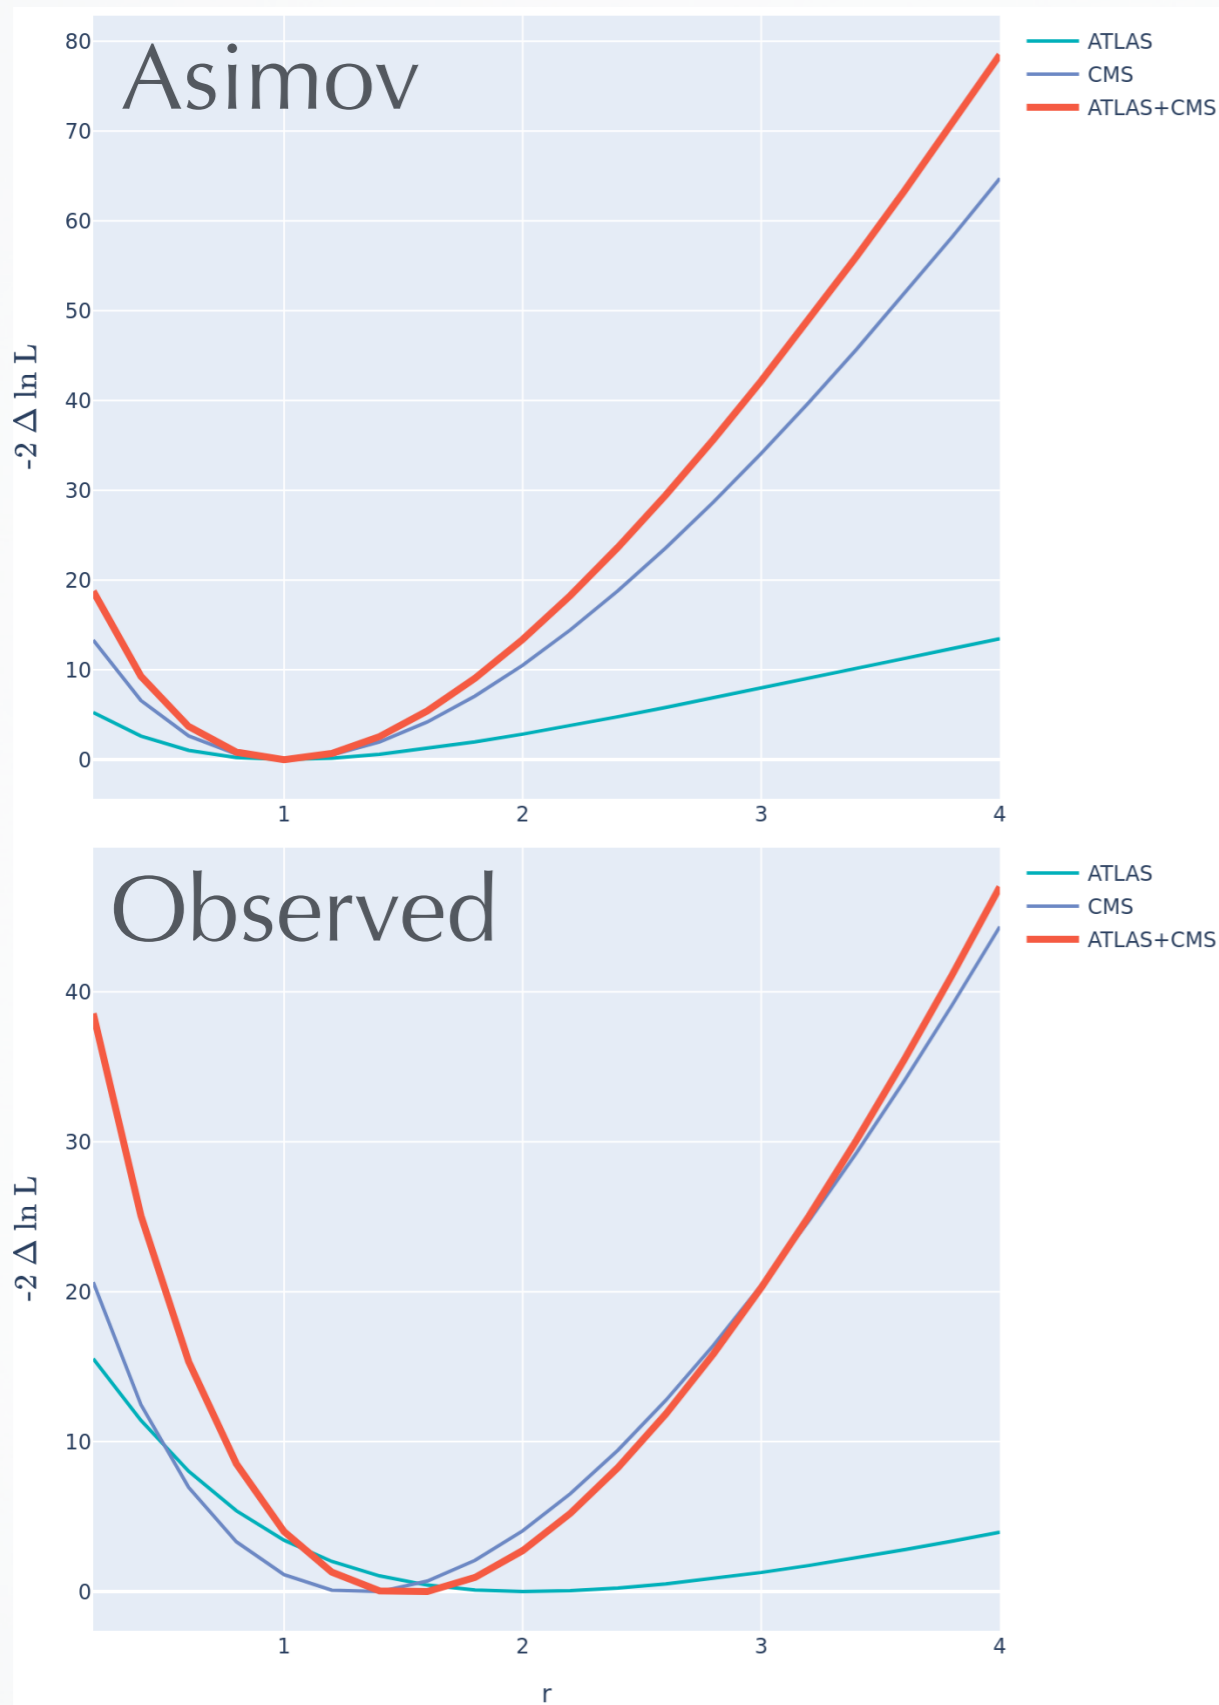 Asimov
80
70
60
50
40
30
20
10
0
-2 Δ ln L
1 2 3 4
ATLAS
CMS
ATLAS+CMS
Observed
40
30
20
10
0
-2 Δ ln L
1 2 3 4
r
ATLAS
CMS
ATLAS+CMS